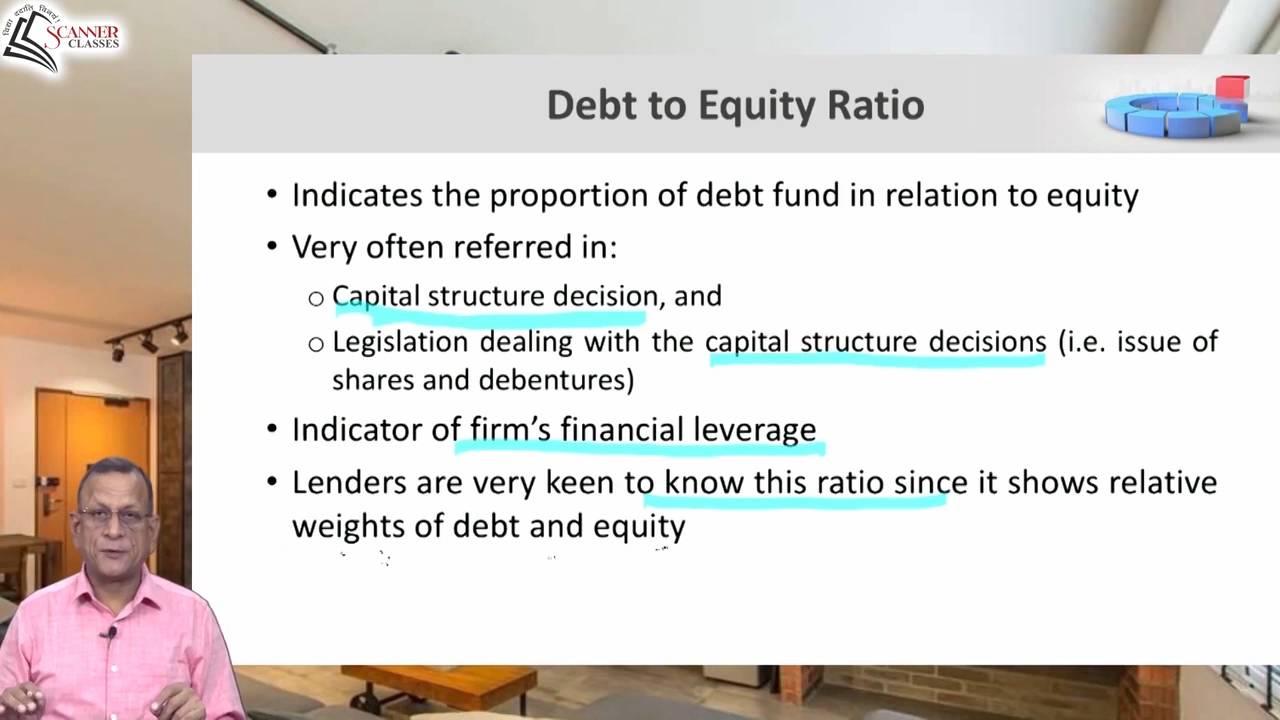 विद्या ददाति विनयं
SCANNER
CLASSES
Debt to Equity Ratio
• Indicates the proportion of debt fund in relation to equity
• Very often referred in:
o Capital structure decision, and
o Legislation dealing with the capital structure decisions (i.e. issue of
shares and debentures)
• Indicator of firm’s financial leverage
• Lenders are very keen to know this ratio since it shows relative
weights of debt and equity